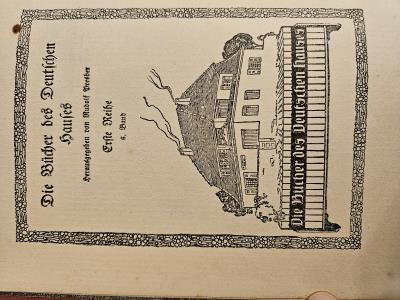 Die Bücher des Deutschen
Hauses
Herausgegeben von Rudolf Presber
Erste Reihe
6. Band
Die Bücher des Deutschen Hauses